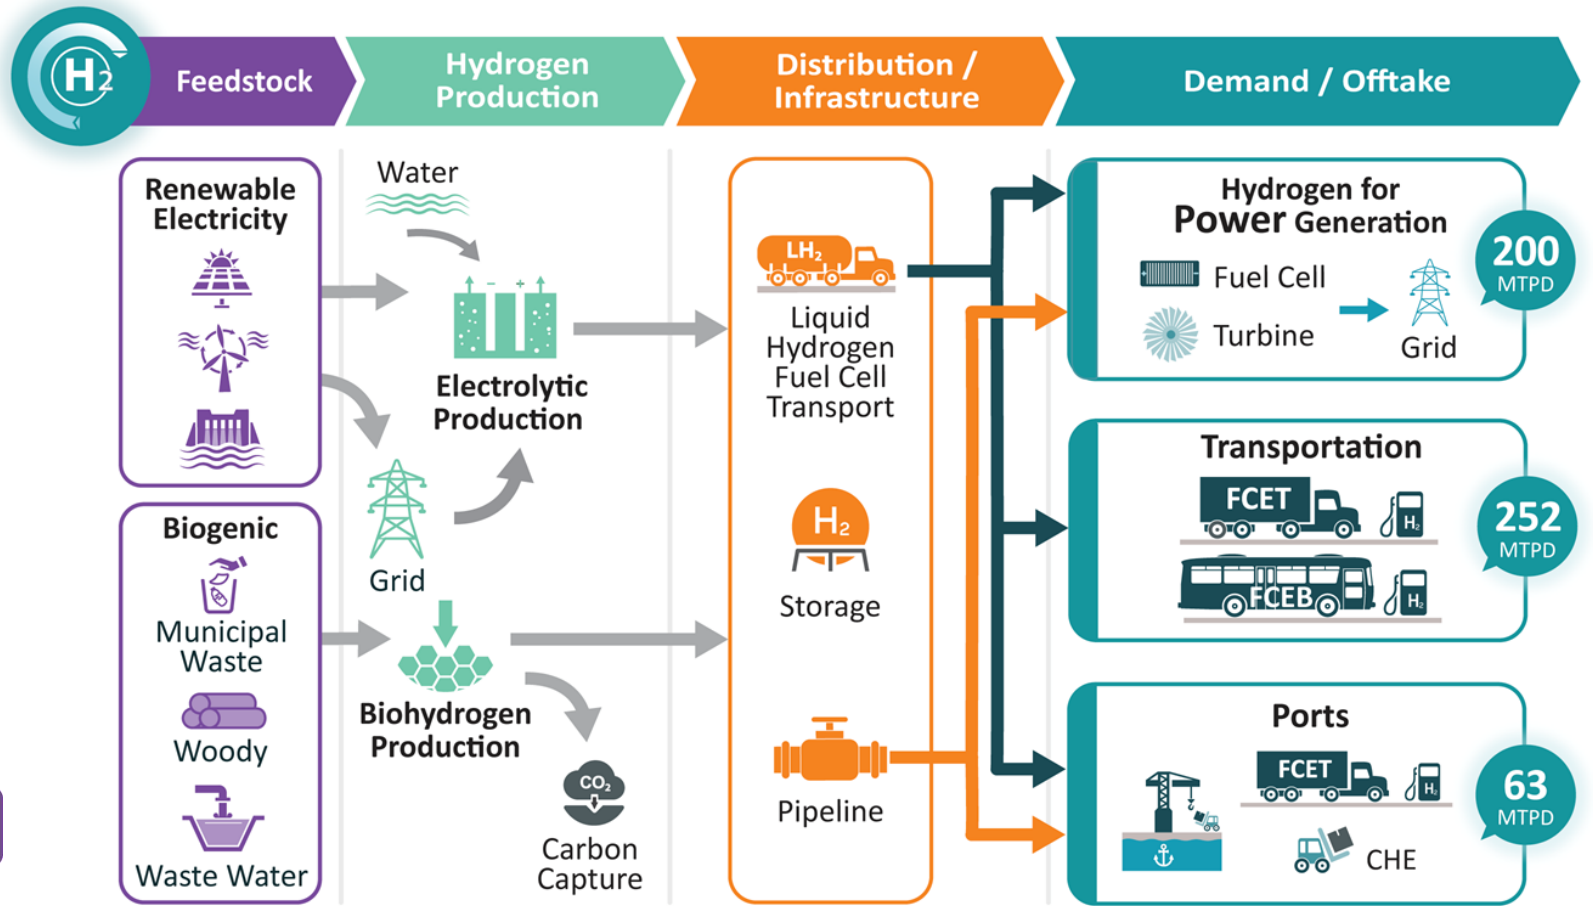 H2
Feedstock
Hydrogen
Production
Distribution /
Infrastructure
Demand / Offtake
Renewable
Electricity
Biogenic
Municipal
Waste
Woody
Waste Water
Water
− +
Electrolytic
Production
Grid
Biohydrogen
Production
CO₂
Carbon
Capture
LH₂
Liquid
Hydrogen
Fuel Cell
Transport
H₂
Storage
Pipeline
Hydrogen for
Power Generation
Fuel Cell
Turbine
Grid
200
MTPD
Transportation
FCET
H₂
FCEB
H₂
252
MTPD
Ports
FCET
H₂
CHE
63
MTPD